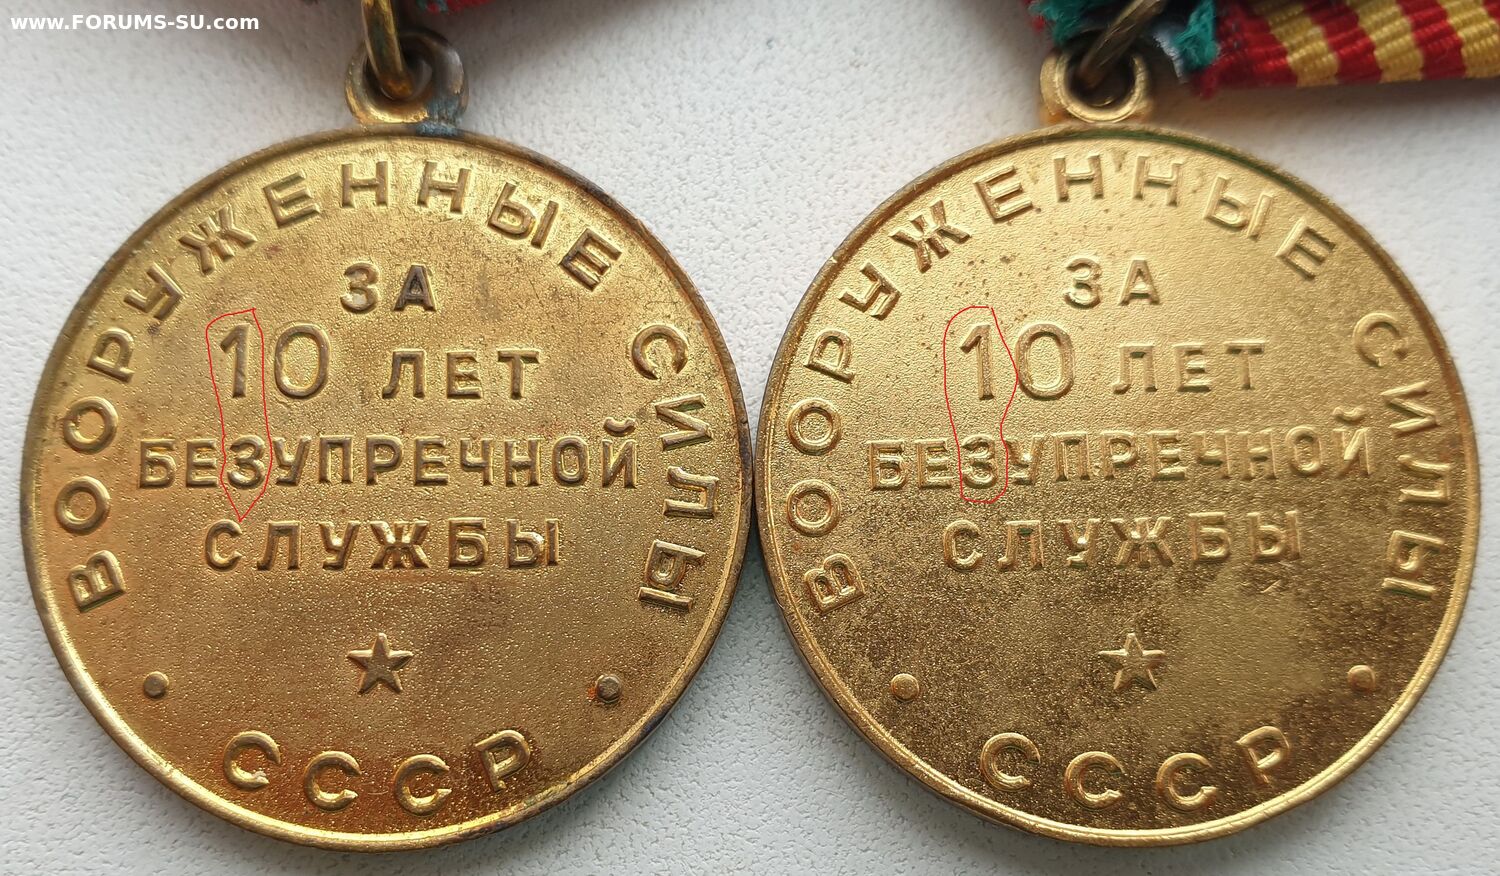 www.FORUMS-SU.com
ВООРУЖЕННЫЕ СИЛЫ
ЗА
10 ЛЕТ
БЕЗУПРЕЧНОЙ
СЛУЖБЫ
СССР
ВООРУЖЕННЫЕ СИЛЫ
ЗА
10 ЛЕТ
БЕЗУПРЕЧНОЙ
СЛУЖБЫ
СССР